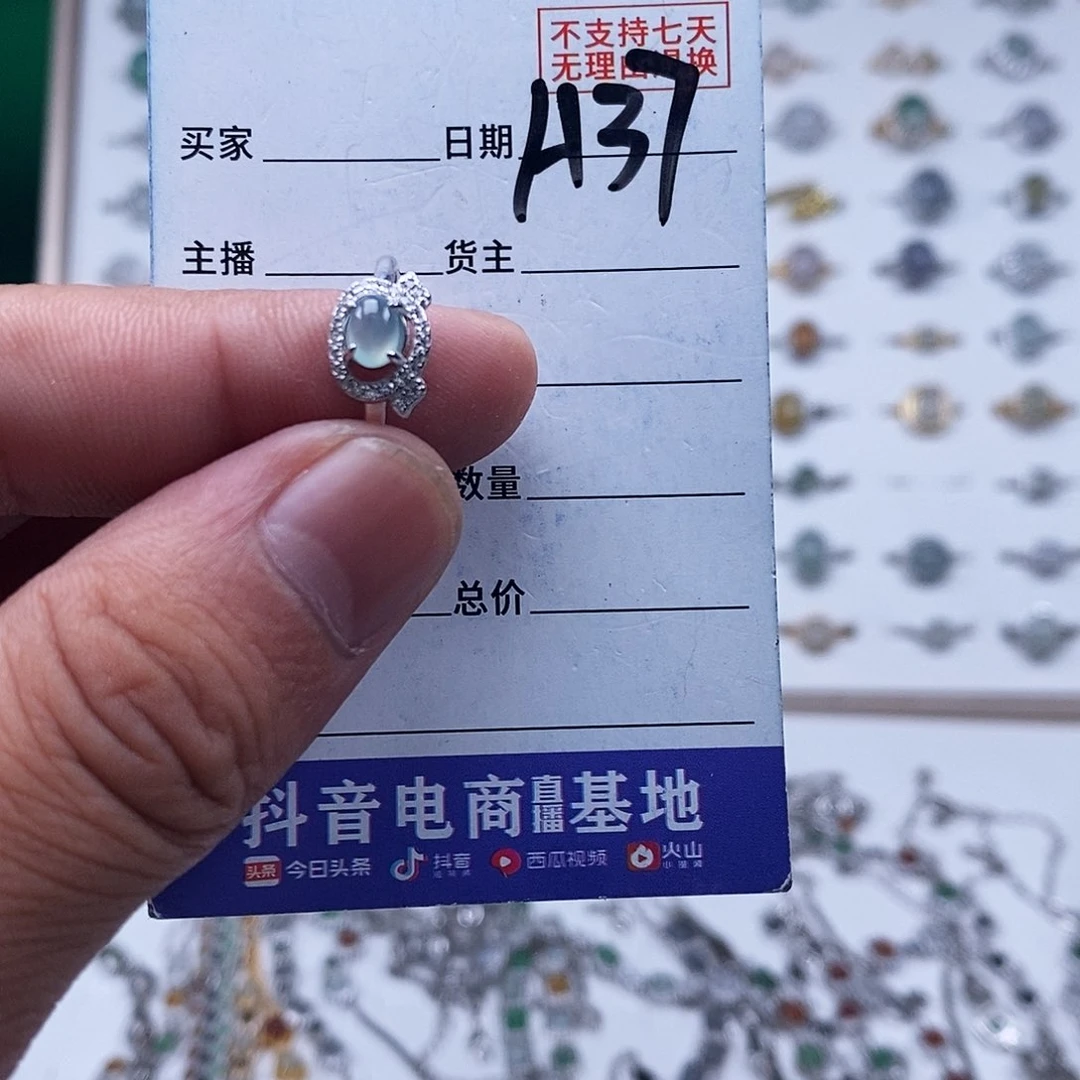 不支持七天
无理由退换
买家 日期 A37
主播 货主
数量
总价
抖音电商直播基地
头条 今日头条 抖音 西瓜视频 火山